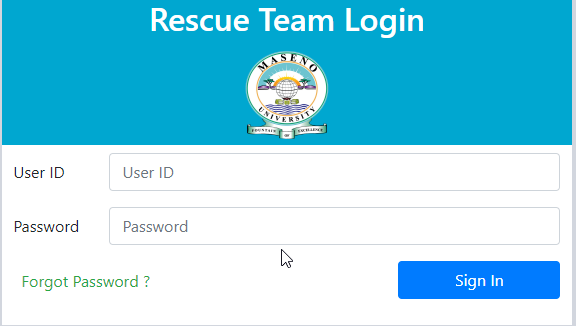 Rescue Team Login
MASENO
UNIVERSITY
FOUNTAIN OF EXCELLENCE
User ID
User ID
Password
Password
Forgot Password ?
Sign In